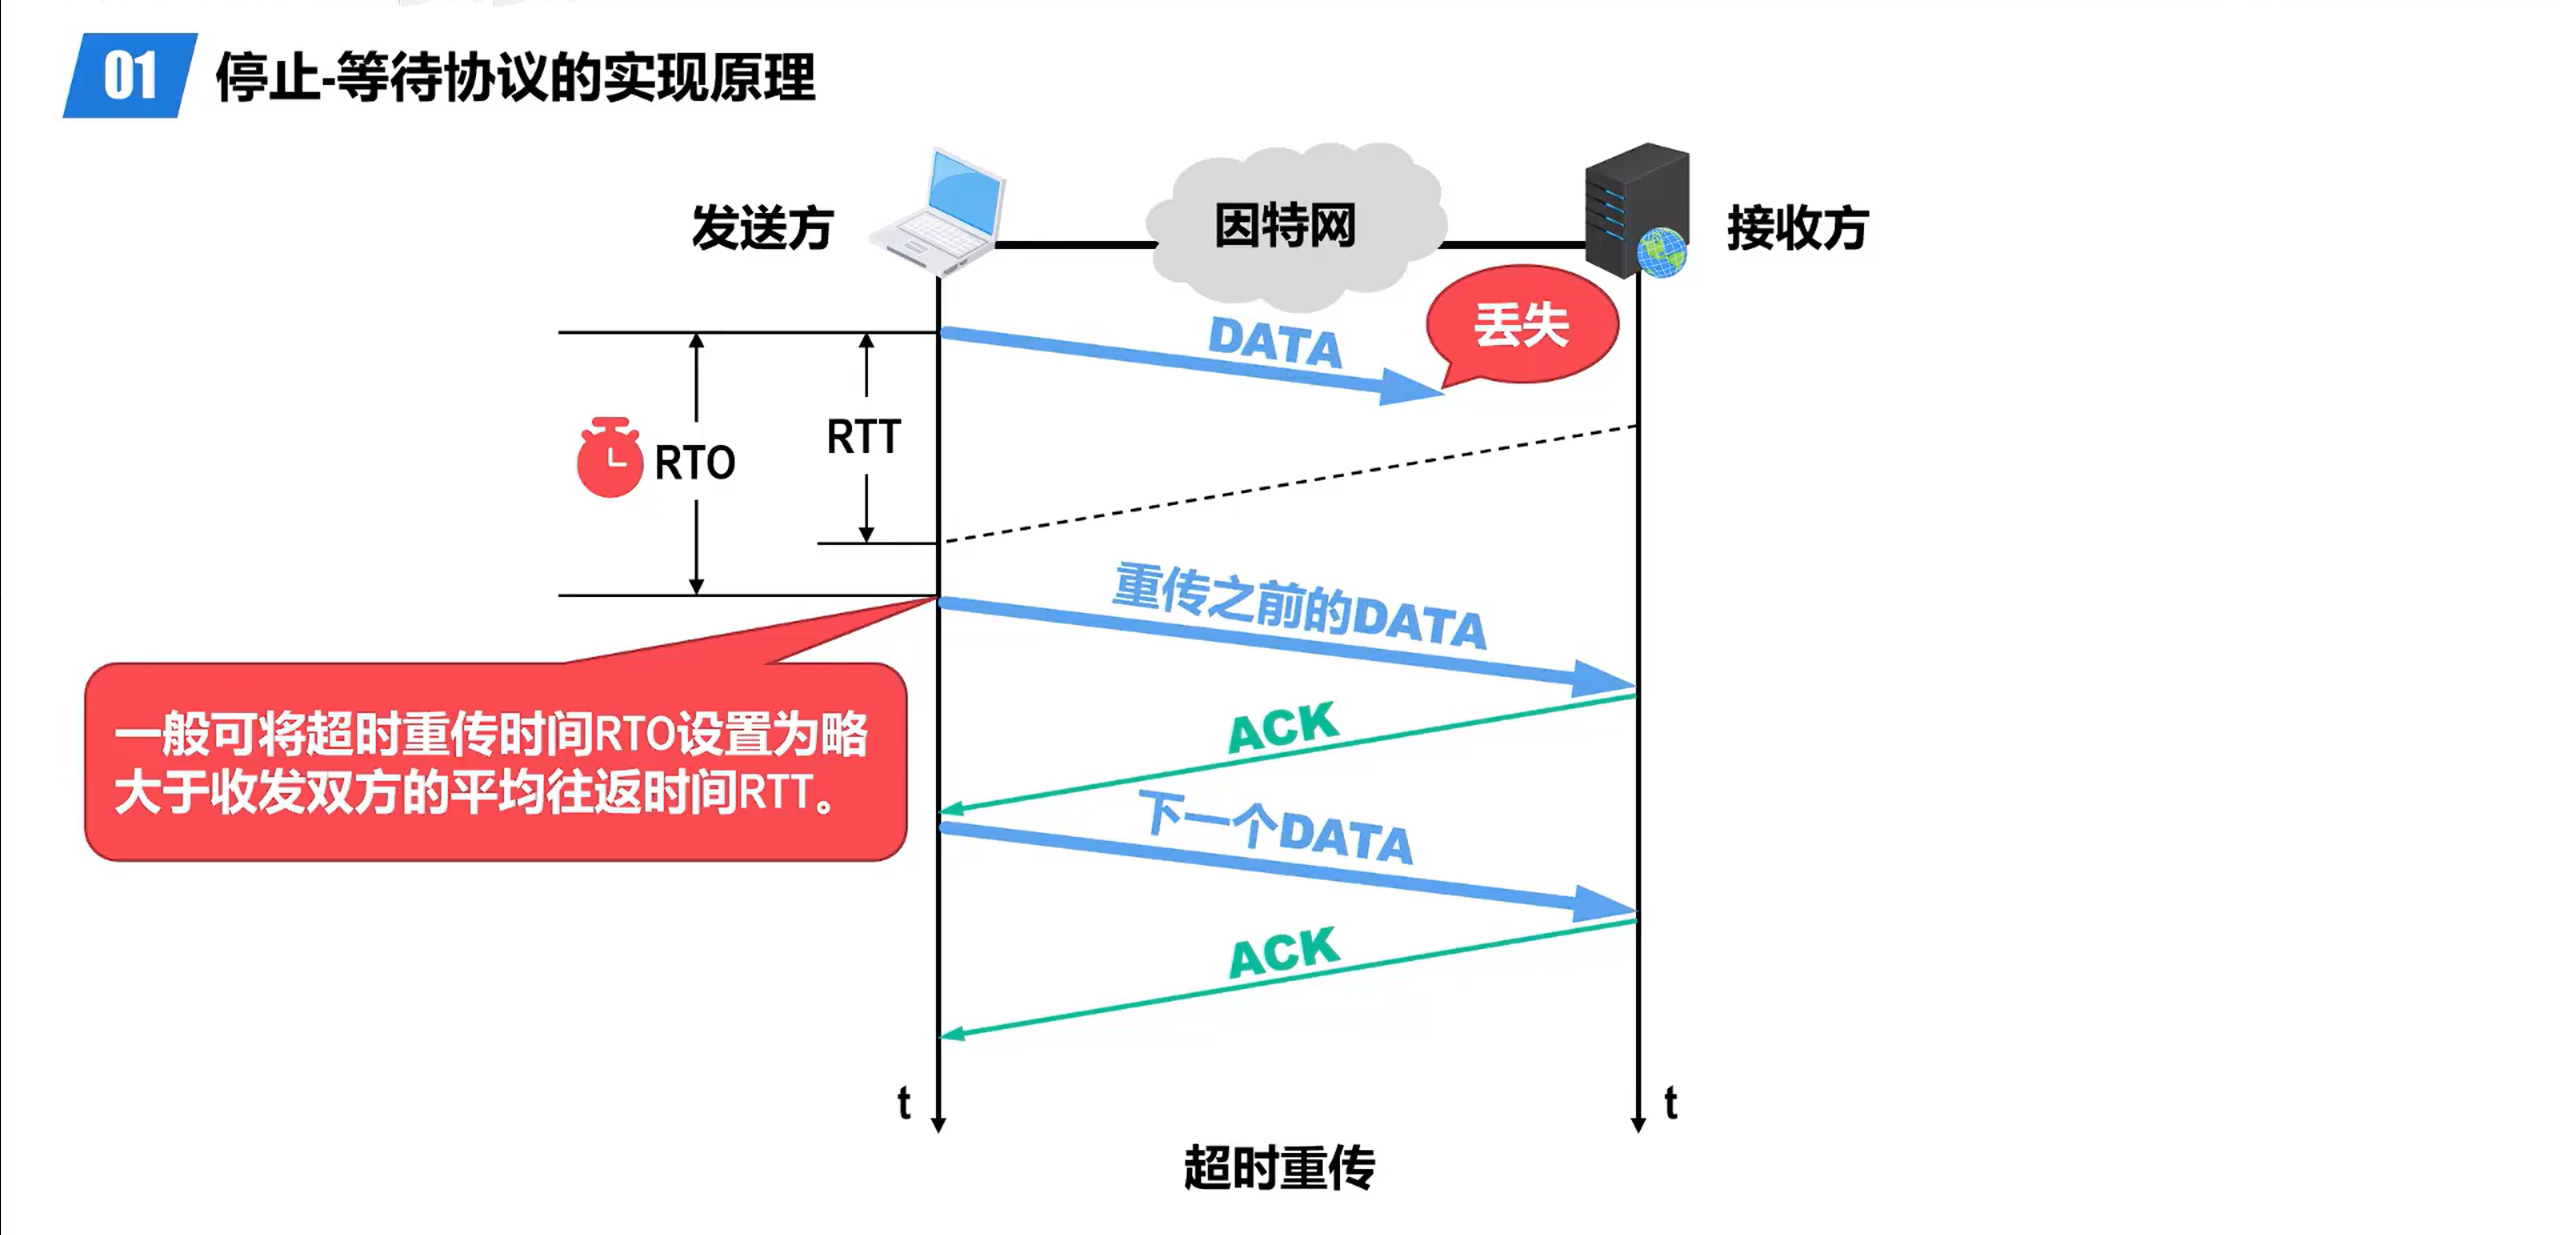 01 停止-等待协议的实现原理
发送方
因特网
接收方
DATA
丢失
RTT
RTO
重传之前的DATA
一般可将超时重传时间RTO设置为略
大于收发双方的平均往返时间RTT。
ACK
下一个DATA
ACK
t
t
超时重传